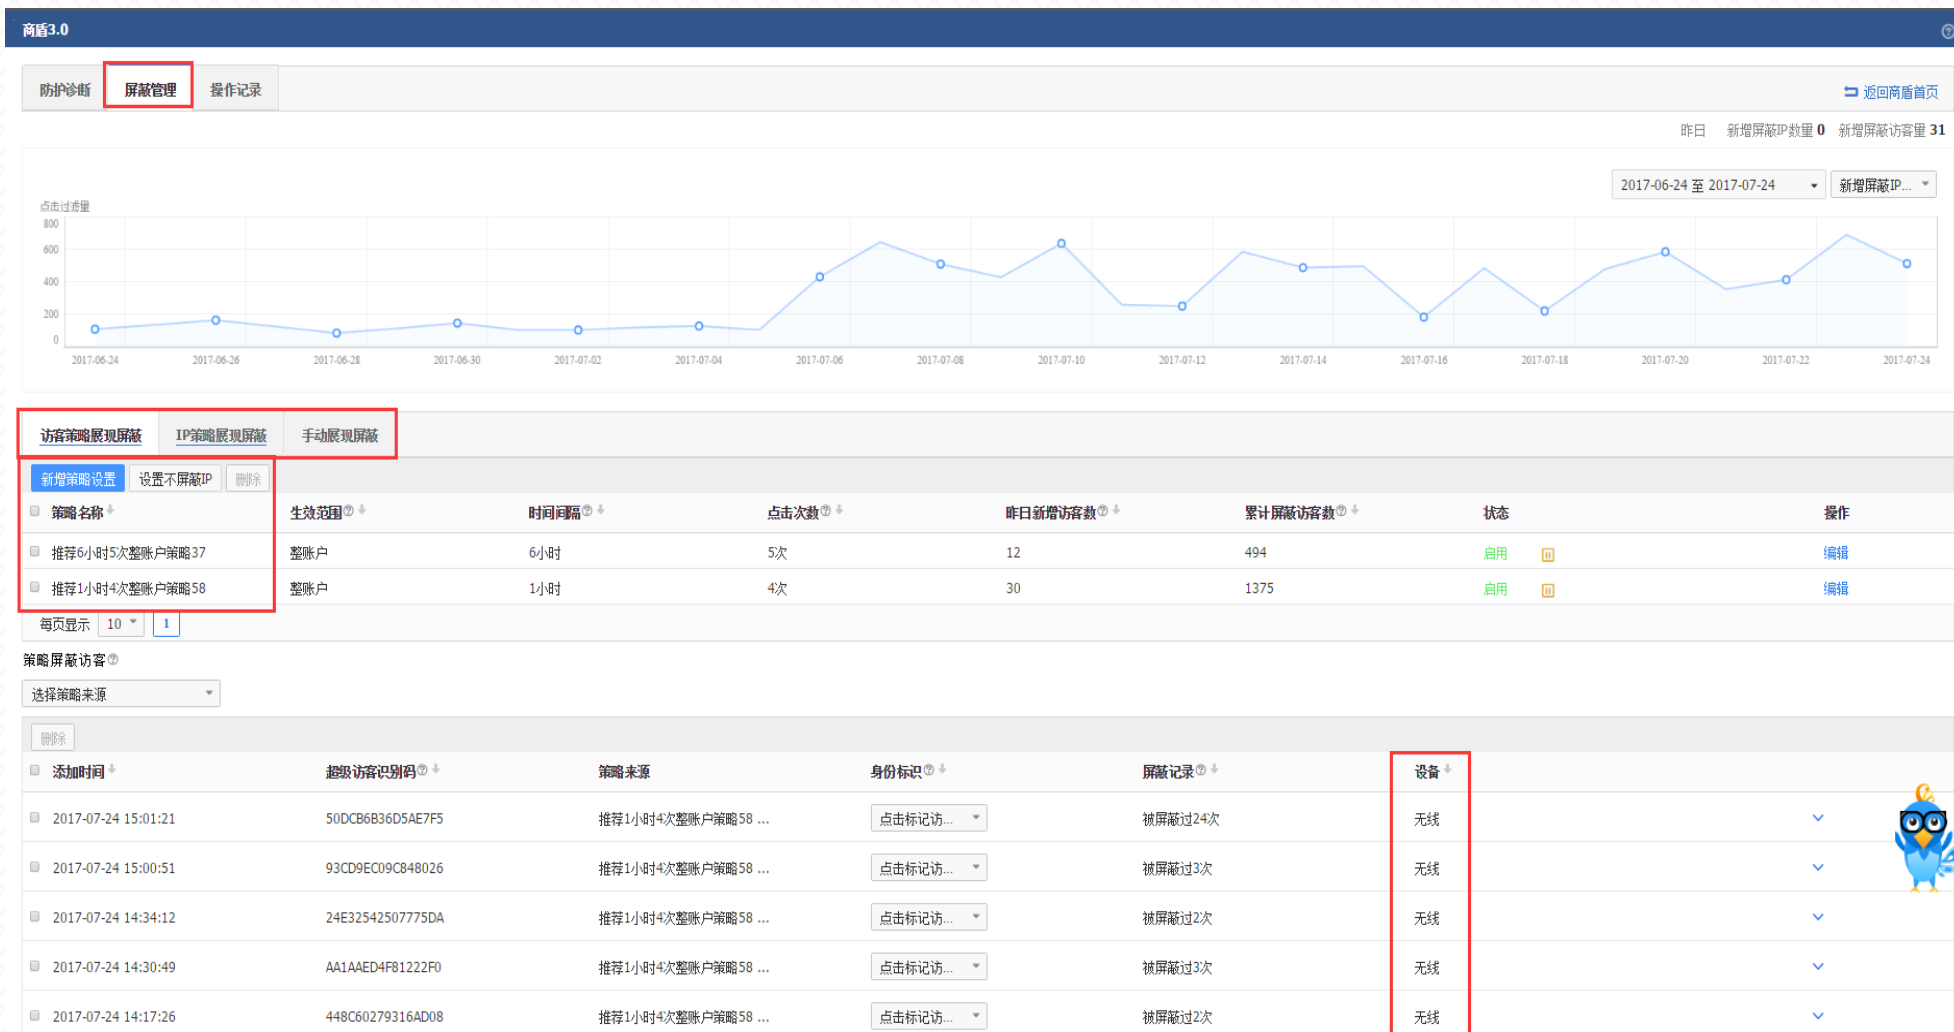 商盾3.0
防护诊断 屏蔽管理 操作记录 返回商盾首页
昨日 新增屏蔽IP数量 0 新增屏蔽访客量 31
2017-06-24 至 2017-07-24 新增屏蔽IP...
点击过滤量
800
600
400
200
0
2017-06-24 2017-06-26 2017-06-28 2017-06-30 2017-07-02 2017-07-04 2017-07-06 2017-07-08 2017-07-10 2017-07-12 2017-07-14 2017-07-16 2017-07-18 2017-07-20 2017-07-22 2017-07-24
访客策略展现屏蔽 IP策略展现屏蔽 手动展现屏蔽
新增策略设置 设置不屏蔽IP 删除
策略名称 生效范围 时间间隔 点击次数 昨日新增访客数 累计屏蔽访客数 状态 操作
推荐6小时5次整账户策略37 整账户 6小时 5次 12 494 启用 编辑
推荐1小时4次整账户策略58 整账户 1小时 4次 30 1375 启用 编辑
每页显示 10 1
策略屏蔽访客
选择策略来源
删除
添加时间 超级访客识别码 策略来源 身份标识 屏蔽记录 设备
2017-07-24 15:01:21 50DCB6B36D5AE7F5 推荐1小时4次整账户策略58 ... 点击标记访... 被屏蔽过24次 无线
2017-07-24 15:00:51 93CD9EC09C848026 推荐1小时4次整账户策略58 ... 点击标记访... 被屏蔽过3次 无线
2017-07-24 14:34:12 24E32542507775DA 推荐1小时4次整账户策略58 ... 点击标记访... 被屏蔽过2次 无线
2017-07-24 14:30:49 AA1AAED4F81222F0 推荐1小时4次整账户策略58 ... 点击标记访... 被屏蔽过3次 无线
2017-07-24 14:17:26 448C60279316AD08 推荐1小时4次整账户策略58 ... 点击标记访... 被屏蔽过2次 无线